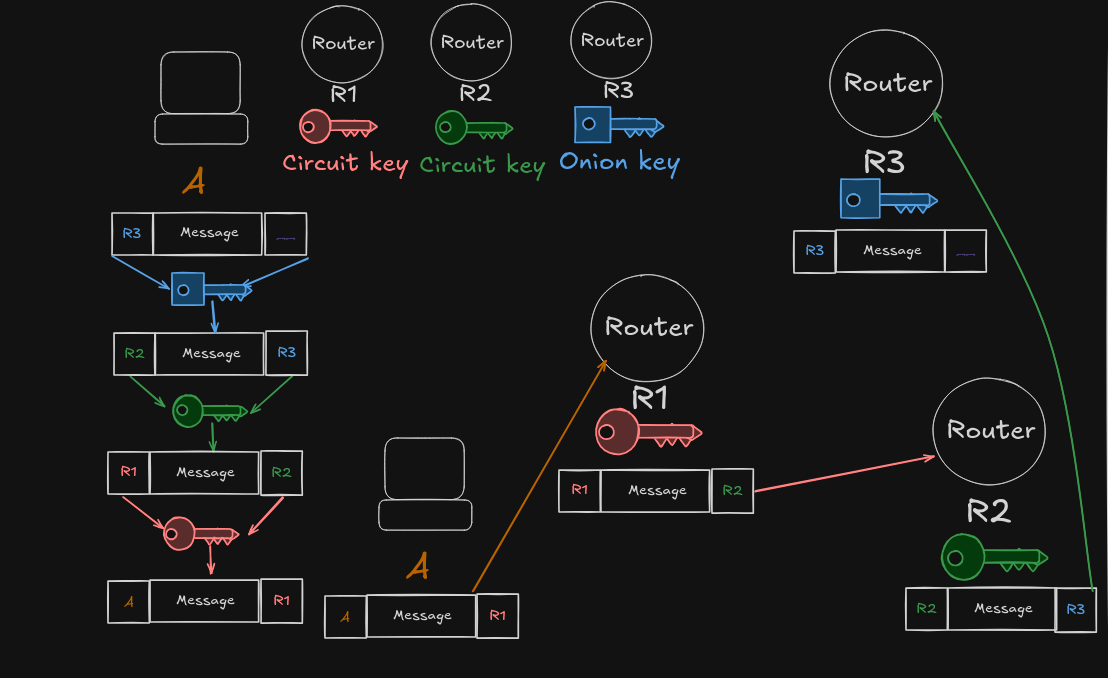 Router
R1
Circuit key
Router
R2
Circuit key
Router
R3
Onion key
A
R3 Message __
R2 Message R3
R1 Message R2
A Message R1
A
A Message R1
Router
R1
R1 Message R2
Router
R2
R2 Message R3
Router
R3
R3 Message __